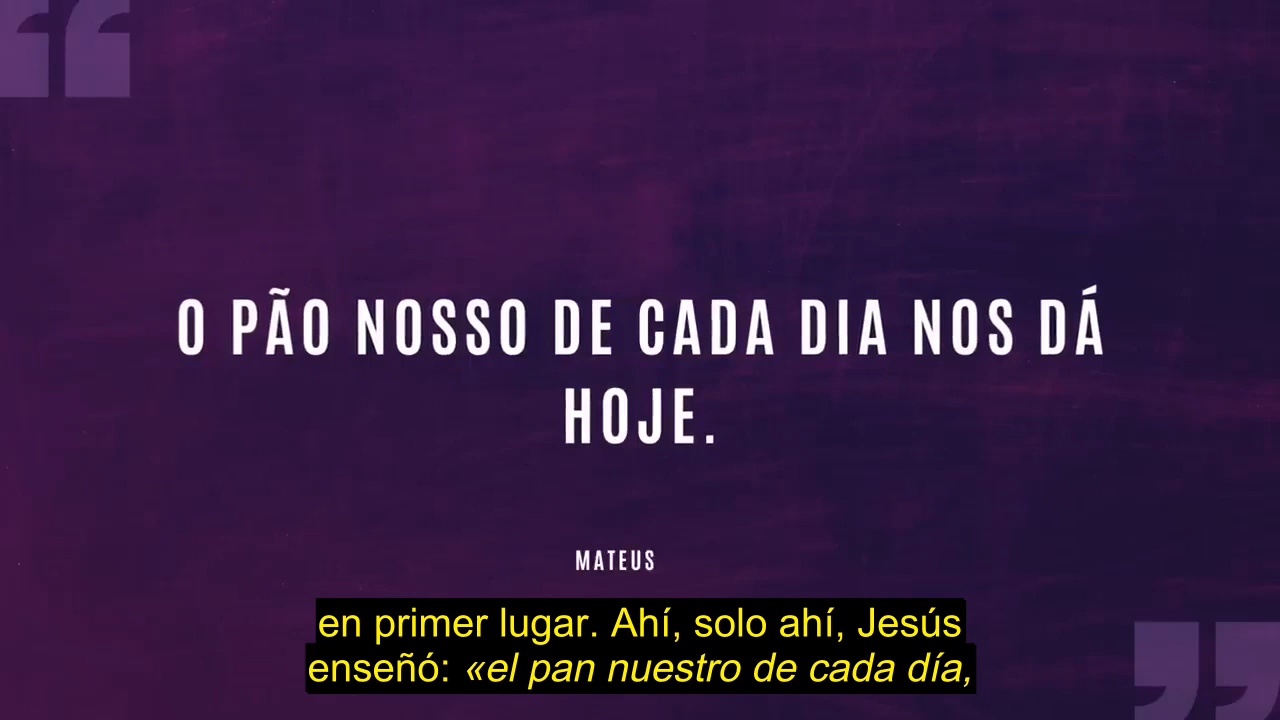 O PÃO NOSSO DE CADA DIA NOS DÁ
HOJE.
MATEUS
en primer lugar. Ahí, solo ahí, Jesús
enseñó: «el pan nuestro de cada día,